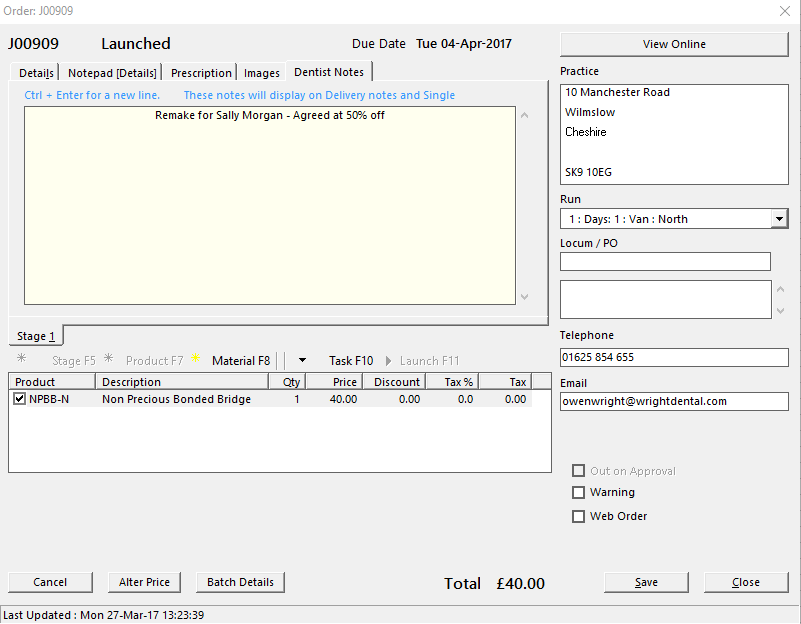 Order: J00909
J00909 Launched Due Date Tue 04-Apr-2017
Details Notepad [Details] Prescription Images Dentist Notes
Ctrl + Enter for a new line. These notes will display on Delivery notes and Single
Remake for Sally Morgan - Agreed at 50% off
View Online
Practice
10 Manchester Road
Wilmslow
Cheshire
SK9 10EG
Run
1 : Days: 1 : Van : North
Locum / PO
Telephone
01625 854 655
Email
owenwright@wrightdental.com
Out on Approval
Warning
Web Order
Stage 1
Stage F5 Product F7 Material F8 Task F10 Launch F11
Product Description Qty Price Discount Tax % Tax
NPBB-N Non Precious Bonded Bridge 1 40.00 0.00 0.0 0.00
Cancel Alter Price Batch Details Total £40.00 Save Close
Last Updated : Mon 27-Mar-17 13:23:39